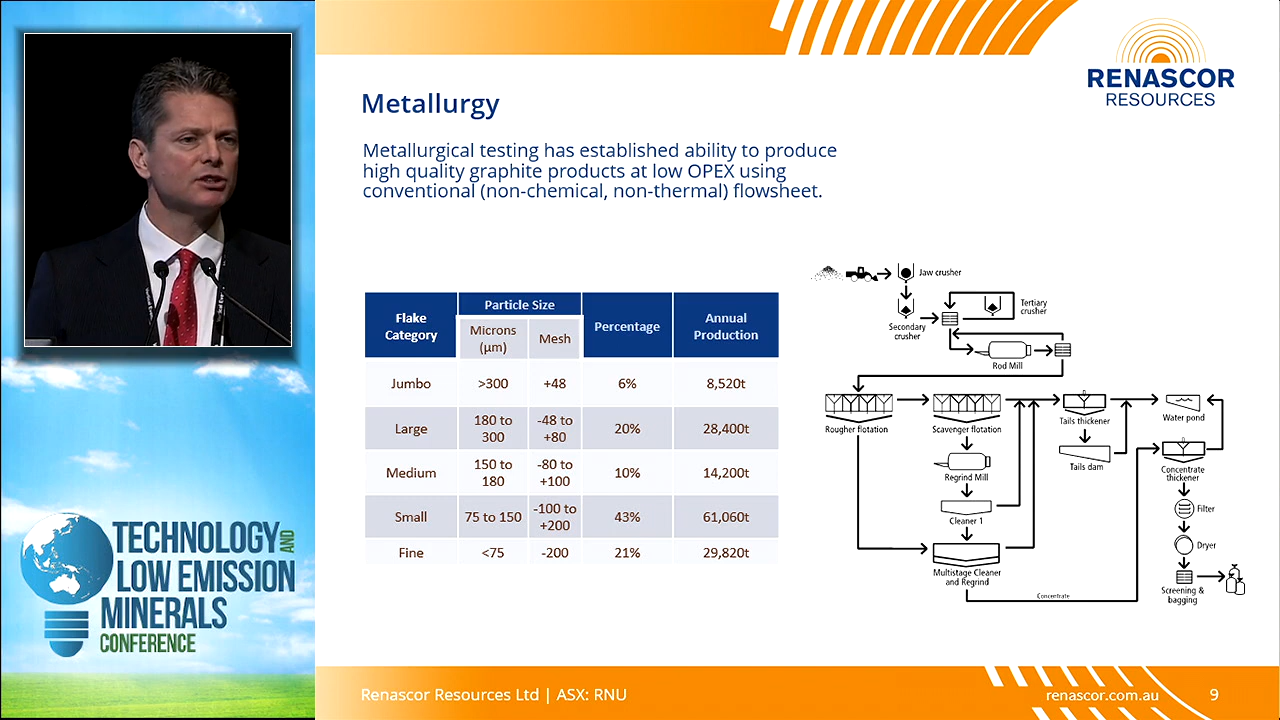 RENASCOR
RESOURCES
Metallurgy
Metallurgical testing has established ability to produce
high quality graphite products at low OPEX using
conventional (non-chemical, non-thermal) flowsheet.
Flake
Category
Particle Size
Microns
(µm)
Mesh
Percentage
Annual
Production
Jumbo >300 +48 6% 8,520t
Large 180 to
300 -48 to
+80 20% 28,400t
Medium 150 to
180 -80 to
+100 10% 14,200t
Small 75 to 150 -100 to
+200 43% 61,060t
Fine <75 -200 21% 29,820t
Jaw crusher
Secondary
crusher
Tertiary
crusher
Rod Mill
Rougher flotation
Scavenger flotation
Tails thickener
Water pond
Tails dam
Regrind Mill
Concentrate
thickener
Cleaner 1
Filter
Multistage Cleaner
and Regrind
Dryer
Screening &
bagging
Concentrate
TECHNOLOGY AND
LOW EMISSION
MINERALS
CONFERENCE
Renascor Resources Ltd | ASX: RNU
renascor.com.au
9